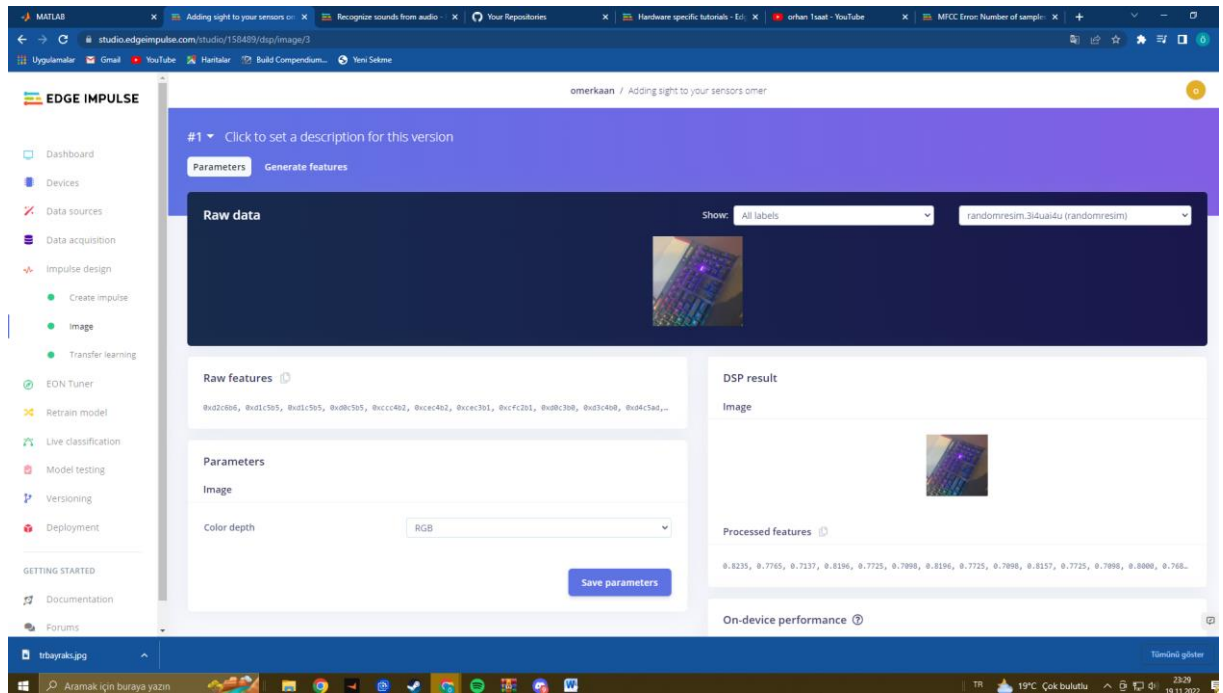 MATLAB
Adding sight to your sensors on
Recognize sounds from audio -
Your Repositories
Hardware specific tutorials - Ed
orhan 1saat - YouTube
MFCC Error: Number of sample
studio.edgeimpulse.com/studio/158489/dsp/image/3
Uygulamalar Gmail YouTube Haritalar Build Compendium... Yeni Sekme
EDGE IMPULSE
omerkaan / Adding sight to your sensors omer
#1 Click to set a description for this version
Parameters Generate features
Dashboard
Devices
Data sources
Data acquisition
Impulse design
Create impulse
Image
Transfer learning
EON Tuner
Retrain model
Live classification
Model testing
Versioning
Deployment
GETTING STARTED
Documentation
Forums
Raw data
Show: All labels
randomresim.3i4uai4u (randomresim)
Raw features
0xd2c6b6, 0xd1c5b5, 0xd1c5b5, 0xd0c5b5, 0xccc4b2, 0xcec4b2, 0xcec3b1, 0xcfc2b1, 0xd0c3b0, 0xd3c4b0, 0xd4c5ad,...
Parameters
Image
Color depth RGB
Save parameters
DSP result
Image
Processed features
0.8235, 0.7765, 0.7137, 0.8196, 0.7725, 0.7098, 0.8196, 0.7725, 0.7098, 0.8157, 0.7725, 0.7098, 0.8000, 0.768...
On-device performance
trbayraks.jpg
Tümünü göster
Aramak için buraya yazın
TR 19°C Çok bulutlu
23:29
19.11.2022